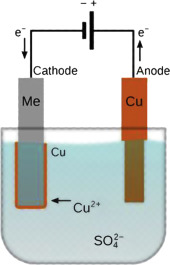 − +
e⁻ e⁻
Cathode Anode
Me Cu
Cu
Cu²⁺
SO₄²⁻